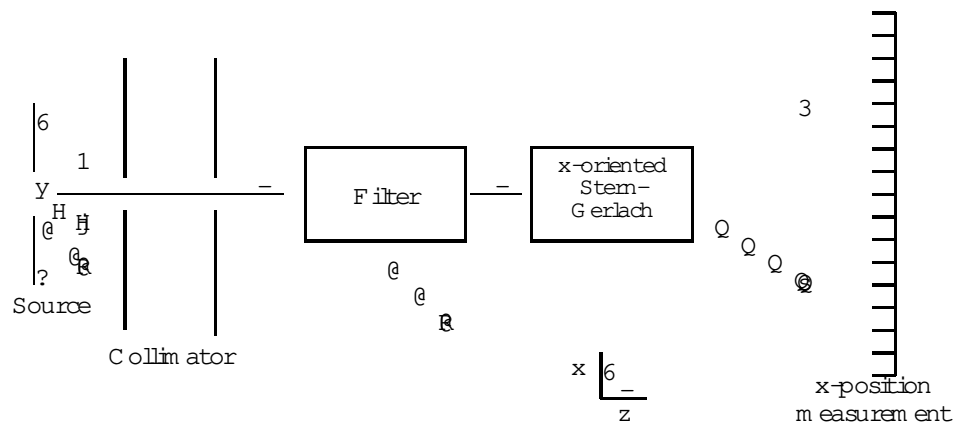 6
3
1
x-oriented
Stern-
Gerlach
y
Filter
H
H
j
@
Q
@
R
@
Q
?
@
Q
Q
Source
@
R
Collimator
x
6
z
x-position
measurement